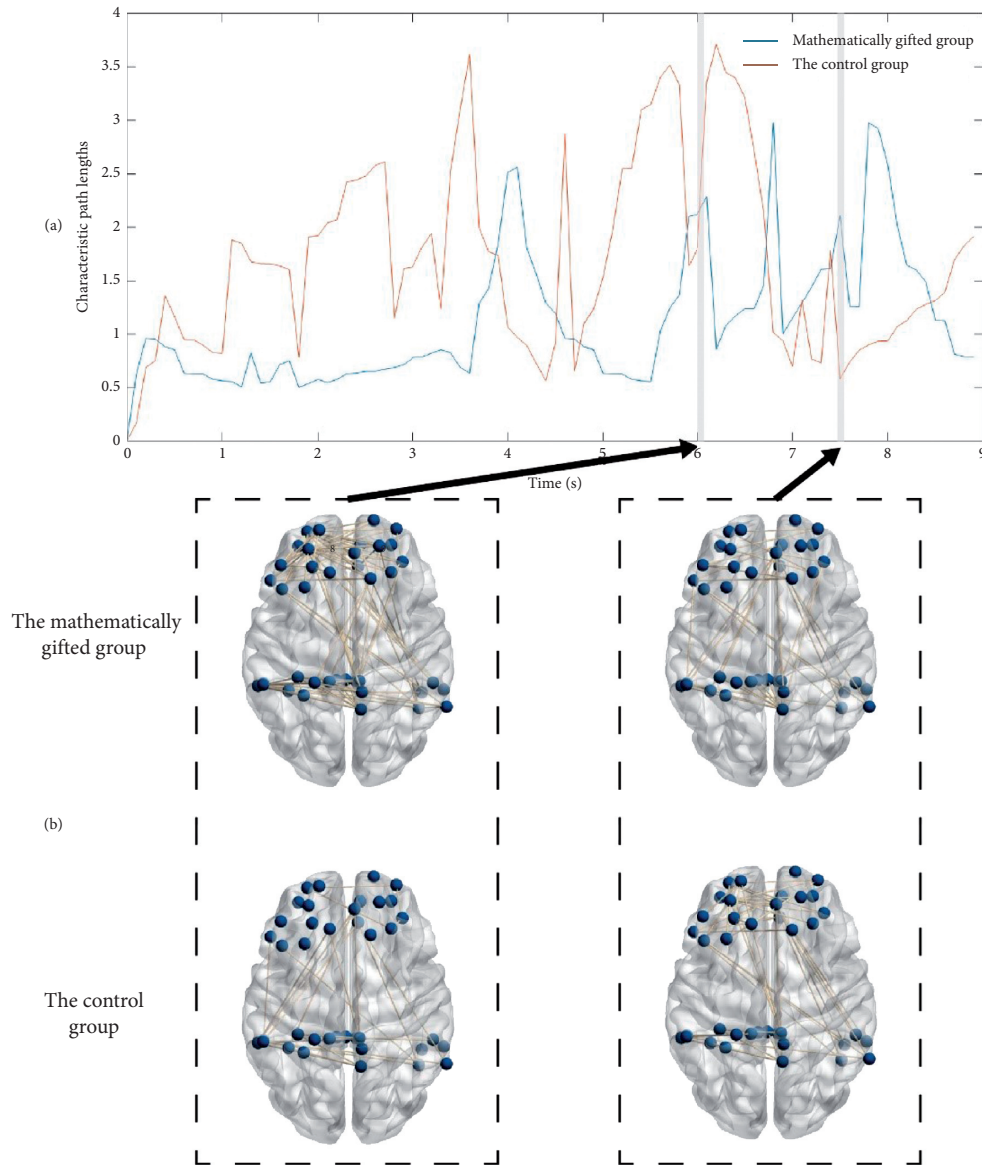 4
3.5
3
2.5
2
1.5
1
0.5
0
Characteristic path lengths
(a)
Mathematically gifted group
The control group
0 1 2 3 4 5 6 7 8 9
Time (s)
The mathematically
gifted group
8
(b)
The control
group